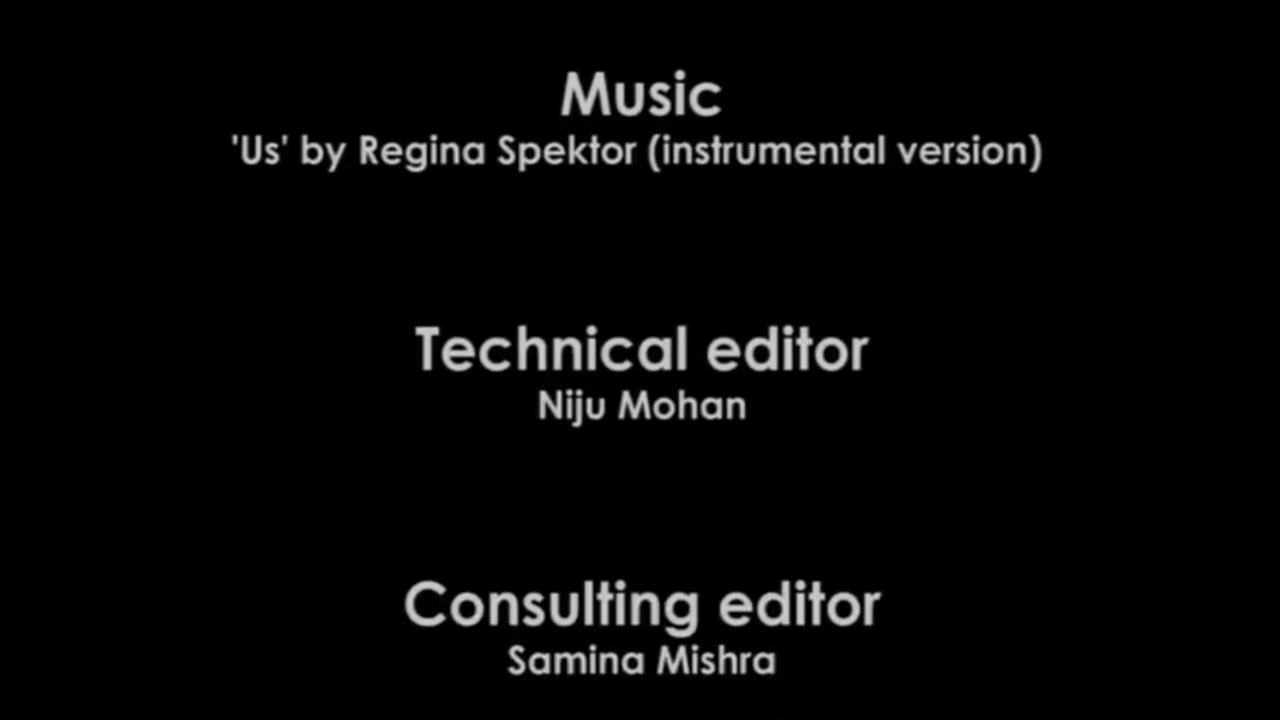 Music
'Us' by Regina Spektor (instrumental version)
Technical editor
Niju Mohan
Consulting editor
Samina Mishra